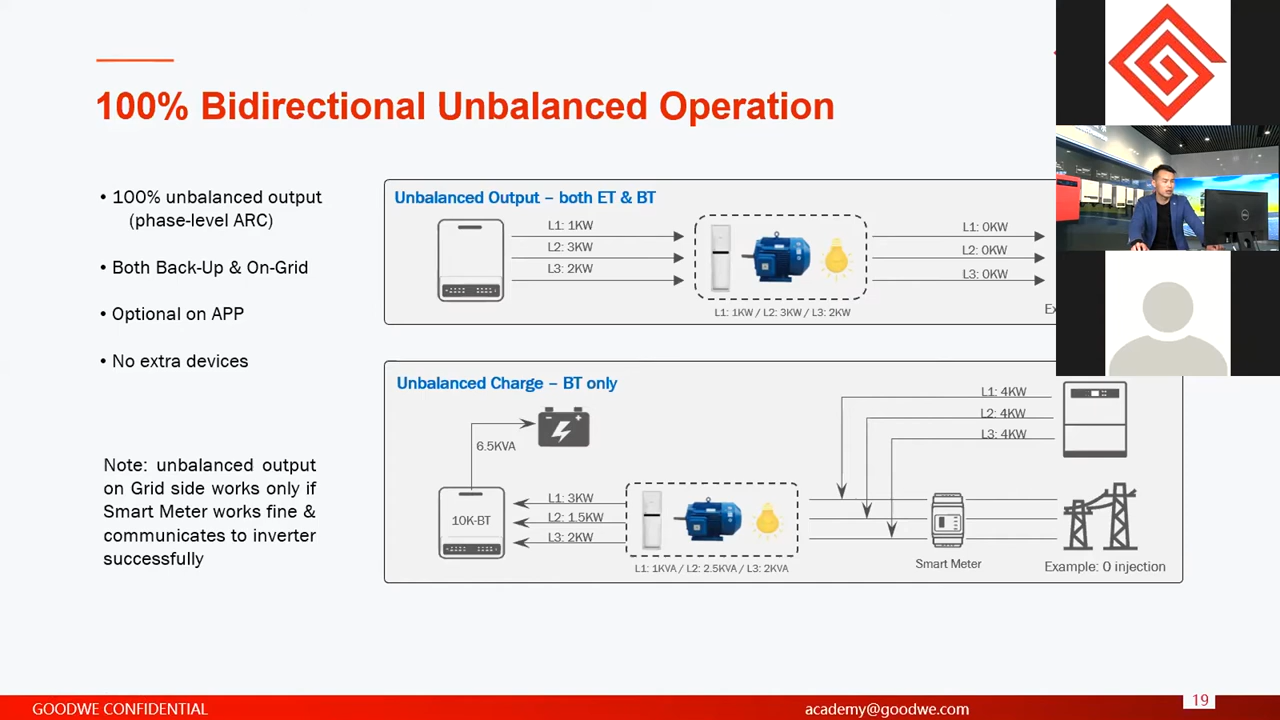 100% Bidirectional Unbalanced Operation
• 100% unbalanced output
(phase-level ARC)
• Both Back-Up & On-Grid
• Optional on APP
• No extra devices
Note: unbalanced output
on Grid side works only if
Smart Meter works fine &
communicates to inverter
successfully
Unbalanced Output – both ET & BT
L1: 1KW
L2: 3KW
L3: 2KW
L1: 1KW / L2: 3KW / L3: 2KW
L1: 0KW
L2: 0KW
L3: 0KW
Unbalanced Charge – BT only
6.5KVA
10K-BT
L1: 3KW
L2: 1.5KW
L3: 2KW
L1: 1KVA / L2: 2.5KVA / L3: 2KVA
L1: 4KW
L2: 4KW
L3: 4KW
Smart Meter
Example: 0 injection
GOODWE CONFIDENTIAL
academy@goodwe.com
19